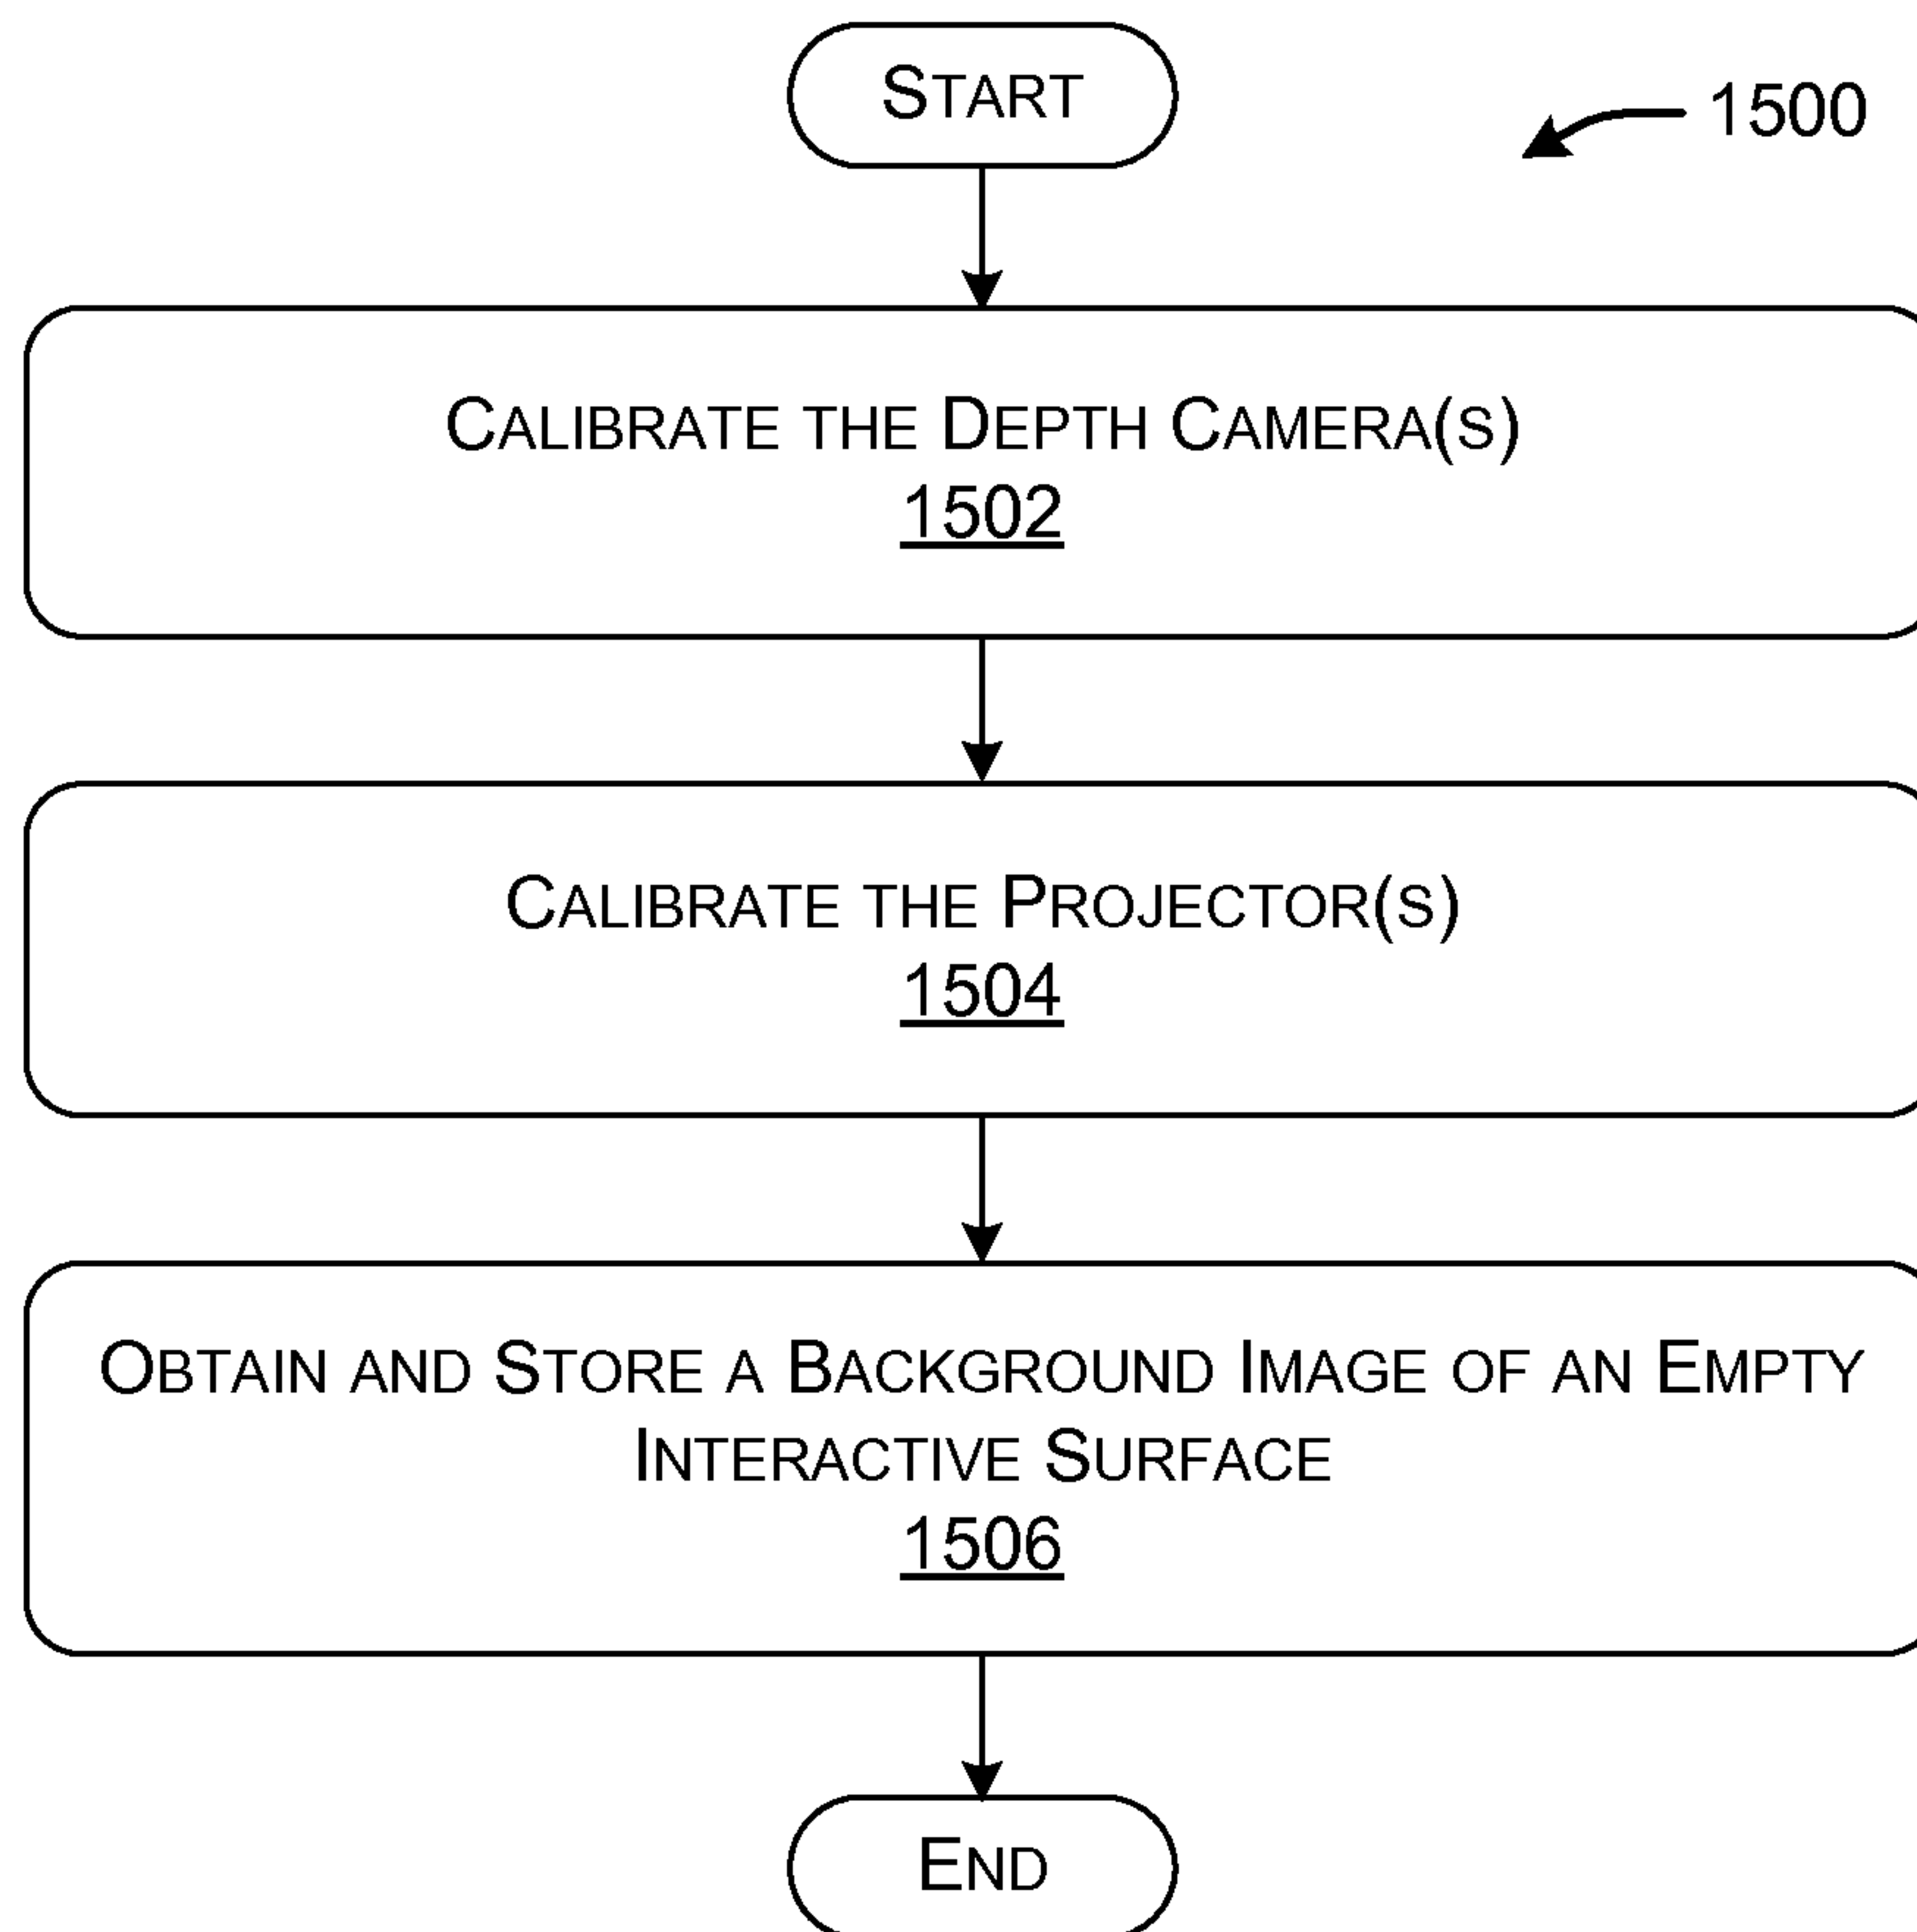 START
1500
CALIBRATE THE DEPTH CAMERA(S)
1502
CALIBRATE THE PROJECTOR(S)
1504
OBTAIN AND STORE A BACKGROUND IMAGE OF AN EMPTY
INTERACTIVE SURFACE
1506
END